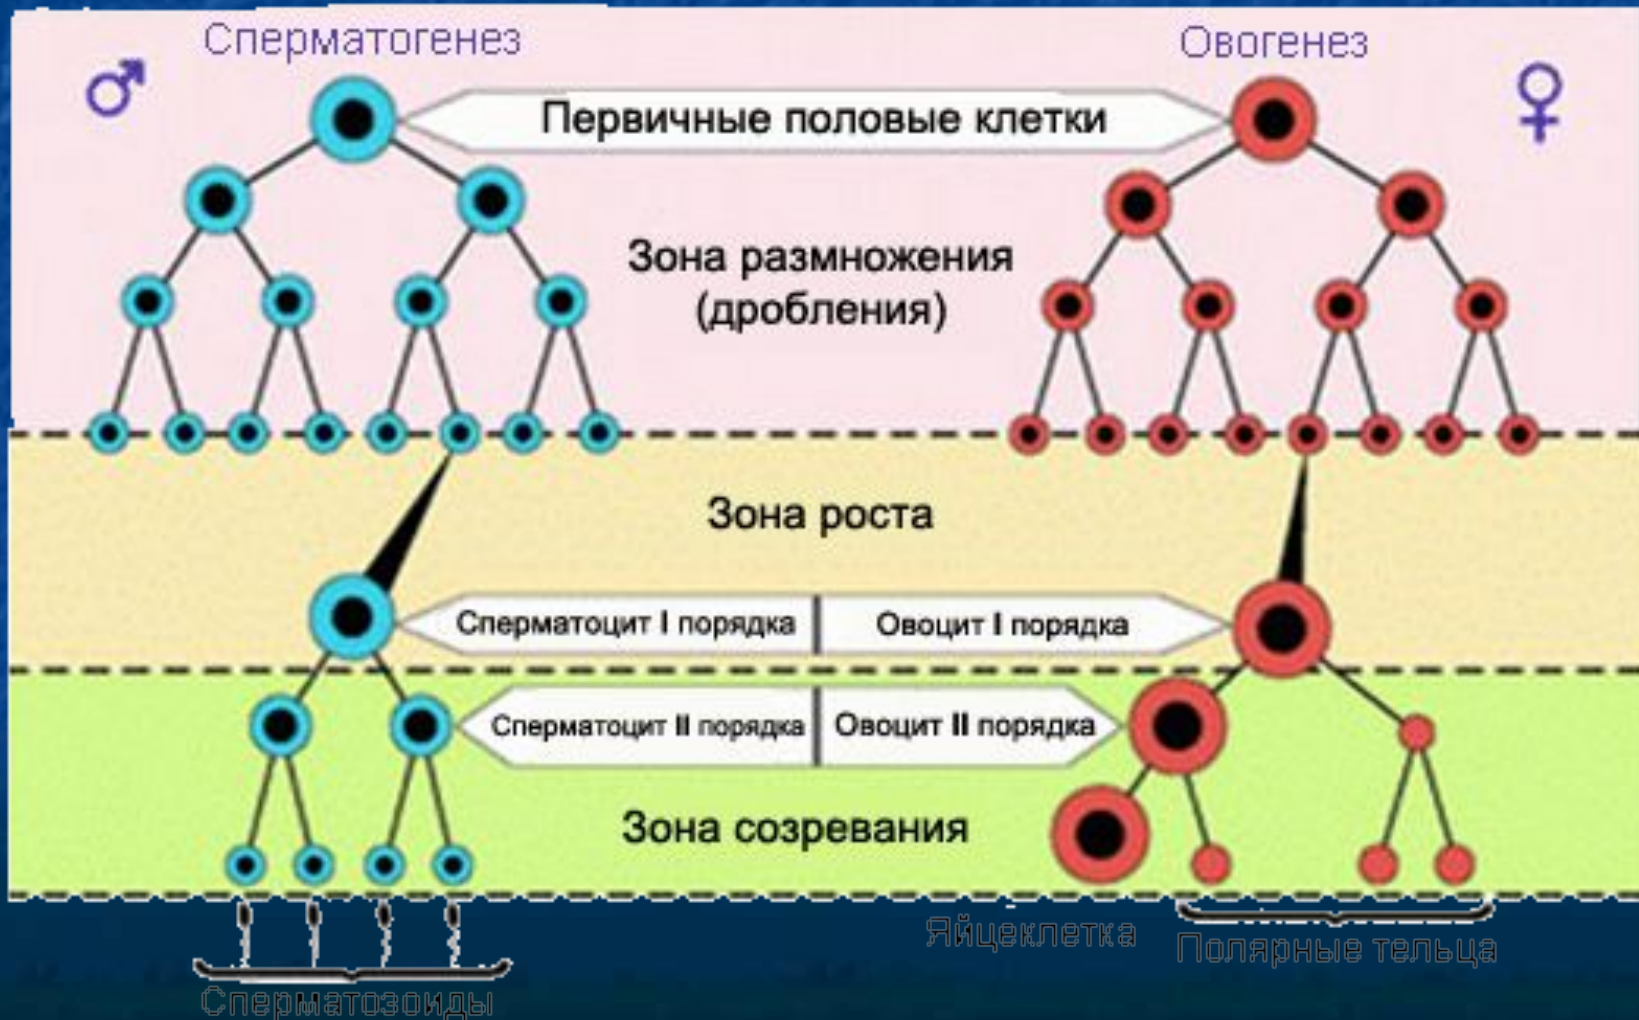 Сперматогенез
Овогенез
Первичные половые клетки
Зона размножения
(дробления)
Зона роста
Сперматоцит I порядка
Овоцит I порядка
Сперматоцит II порядка
Овоцит II порядка
Зона созревания
Яйцеклетка
Полярные тельца
Сперматозоиды